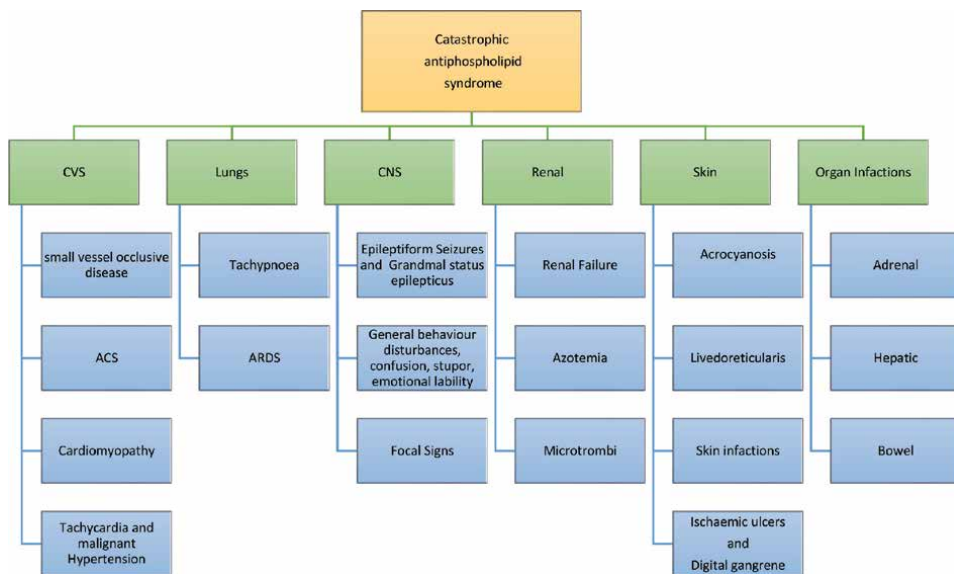 Catastrophic
antiphospholipid
syndrome
CVS
Lungs
CNS
Renal
Skin
Organ Infactions
small vessel occlusive
disease
Tachypnoea
Epileptiform Seizures
and Grandmal status
epilepticus
Renal Failure
Acrocyanosis
Adrenal
ACS
ARDS
General behaviour
disturbances,
confusion, stupor,
emotional lability
Azotemia
Livedoreticularis
Hepatic
Cardiomyopathy
Focal Signs
Microtrombi
Skin infactions
Bowel
Tachycardia and
malignant
Hypertension
Ischaemic ulcers
and
Digital gangrene